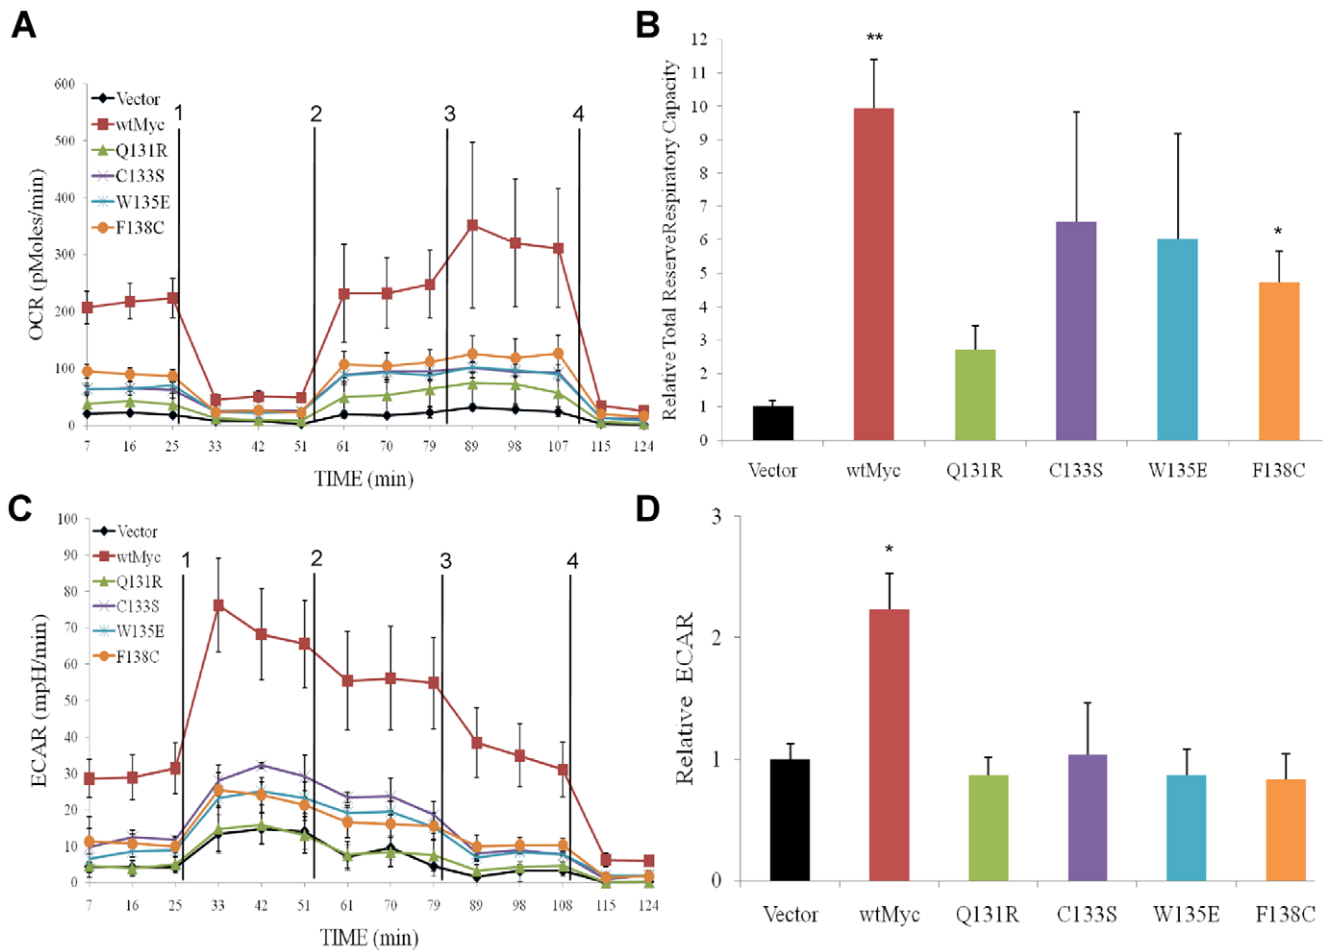 A
600
500
400
300
200
100
0
OCR (pMoles/min)
Vector
wtMyc
Q131R
C133S
W135E
F138C
1 2 3 4
7 16 25 33 42 51 61 70 79 89 98 107 115 124
TIME (min)
B
12
11
10
9
8
7
6
5
4
3
2
1
0
Relative Total ReserveRespiratory Capacity
**
*
Vector wtMyc Q131R C133S W135E F138C
C
100
90
80
70
60
50
40
30
20
10
0
ECAR (mpH/min)
Vector
wtMyc
Q131R
C133S
W135E
F138C
1 2 3 4
7 16 25 33 42 51 61 70 79 89 98 108 115 124
TIME (min)
D
3
2
1
0
Relative ECAR
*
Vector wtMyc Q131R C133S W135E F138C